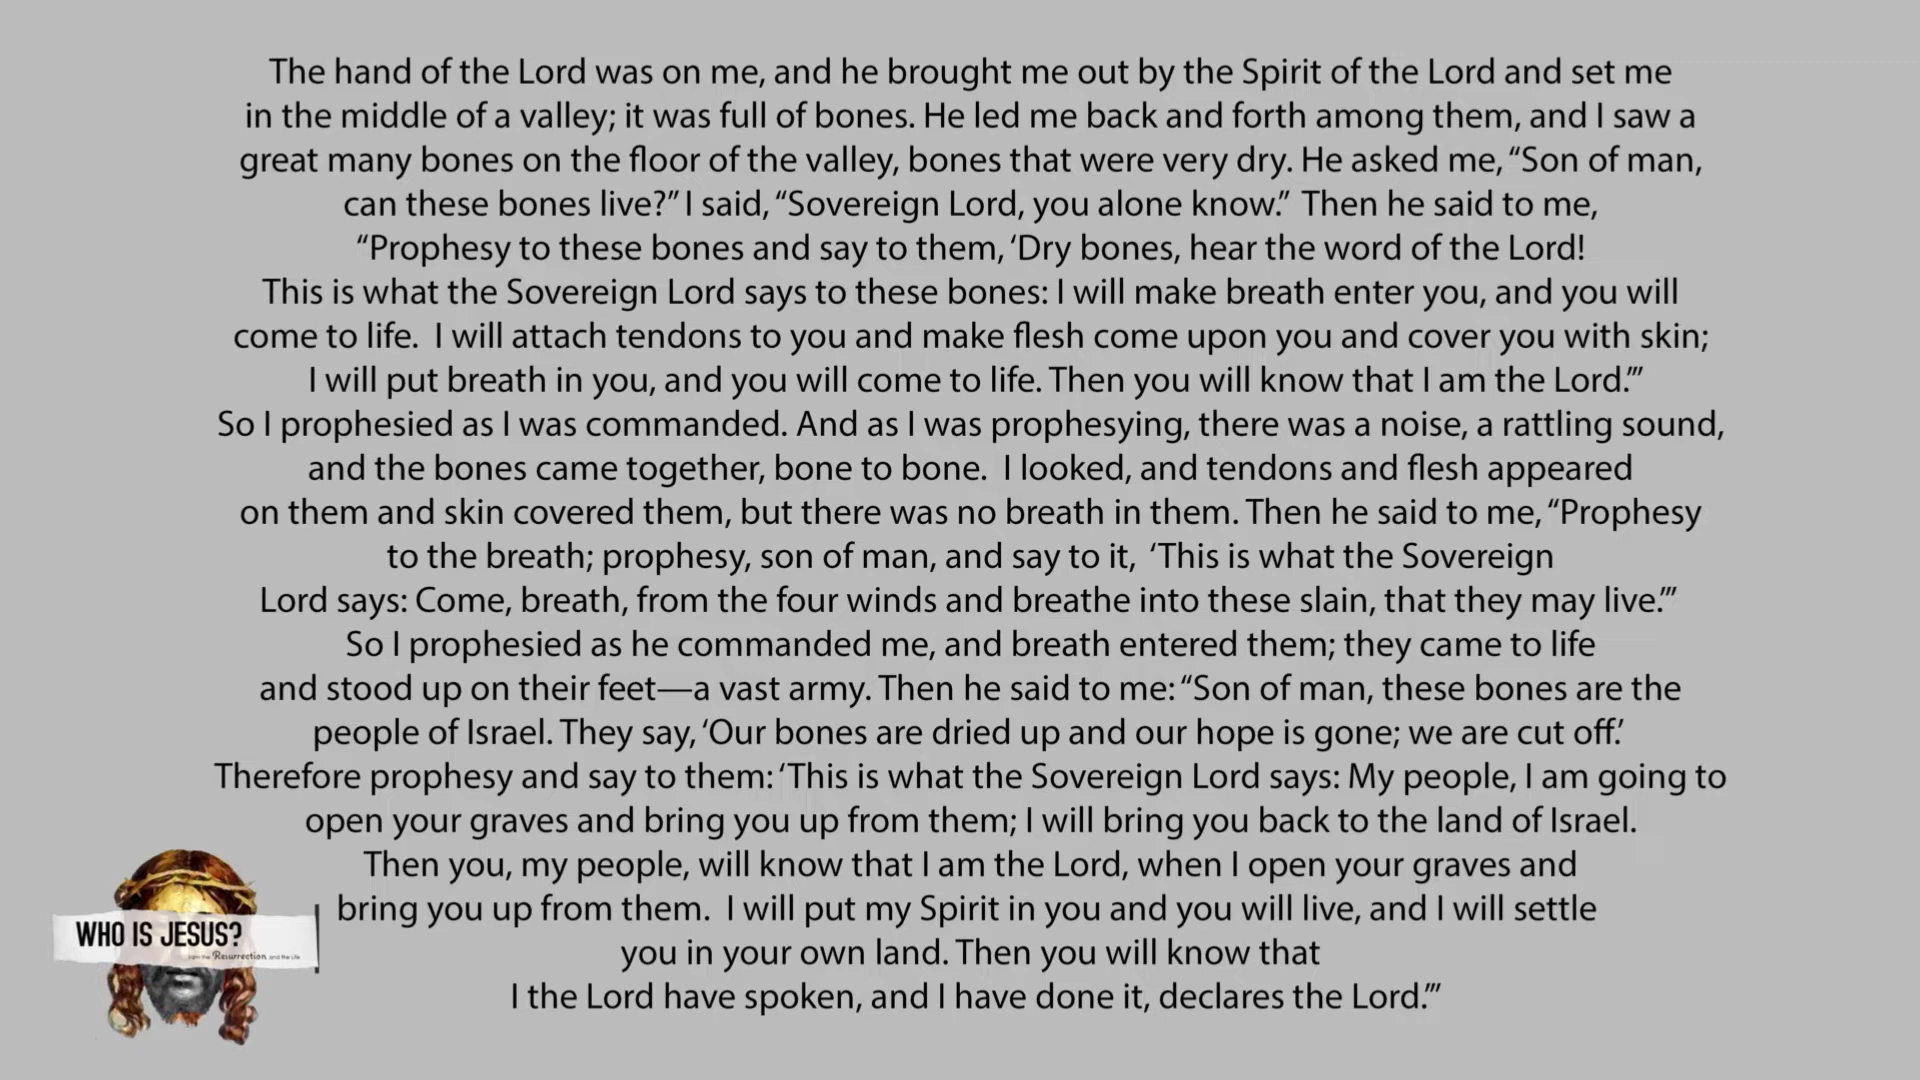 The hand of the Lord was on me, and he brought me out by the Spirit of the Lord and set me
in the middle of a valley; it was full of bones. He led me back and forth among them, and I saw a
great many bones on the floor of the valley, bones that were very dry. He asked me, “Son of man,
can these bones live?” I said, “Sovereign Lord, you alone know.”  Then he said to me,
“Prophesy to these bones and say to them, ‘Dry bones, hear the word of the Lord!
This is what the Sovereign Lord says to these bones: I will make breath enter you, and you will
come to life.  I will attach tendons to you and make flesh come upon you and cover you with skin;
I will put breath in you, and you will come to life. Then you will know that I am the Lord.’”
So I prophesied as I was commanded. And as I was prophesying, there was a noise, a rattling sound,
and the bones came together, bone to bone.  I looked, and tendons and flesh appeared
on them and skin covered them, but there was no breath in them. Then he said to me, “Prophesy
to the breath; prophesy, son of man, and say to it,  ‘This is what the Sovereign
Lord says: Come, breath, from the four winds and breathe into these slain, that they may live.’”
So I prophesied as he commanded me, and breath entered them; they came to life
and stood up on their feet—a vast army. Then he said to me: “Son of man, these bones are the
people of Israel. They say, ‘Our bones are dried up and our hope is gone; we are cut off.’
Therefore prophesy and say to them: ‘This is what the Sovereign Lord says: My people, I am going to
open your graves and bring you up from them; I will bring you back to the land of Israel.
Then you, my people, will know that I am the Lord, when I open your graves and
bring you up from them.  I will put my Spirit in you and you will live, and I will settle
you in your own land. Then you will know that
I the Lord have spoken, and I have done it, declares the Lord.’”
WHO IS JESUS?
I am the Resurrection and the Life